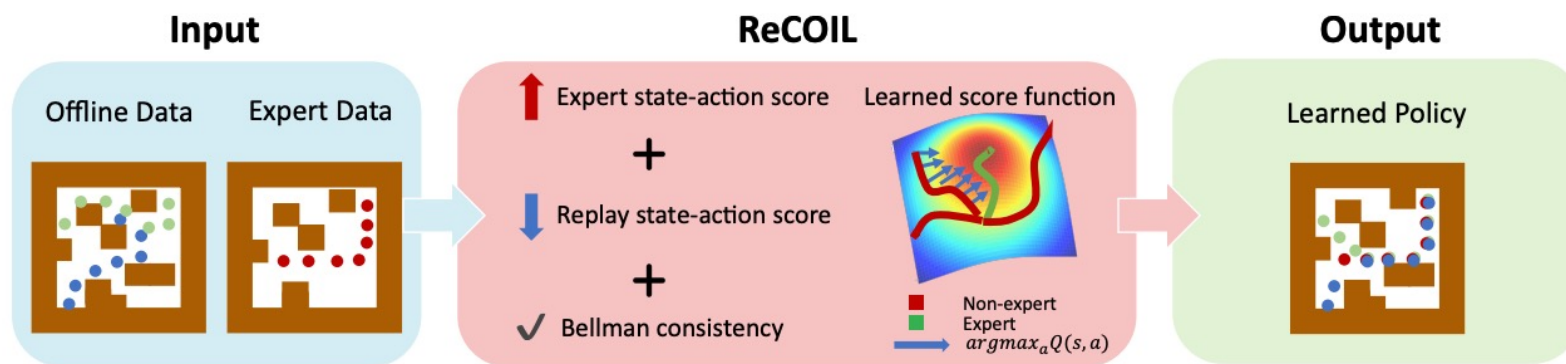 Input
Offline Data
Expert Data
ReCOIL
Expert state-action score
+
Replay state-action score
+
Bellman consistency
Learned score function
Non-expert
Expert
argmaxₐQ(s, a)
Output
Learned Policy